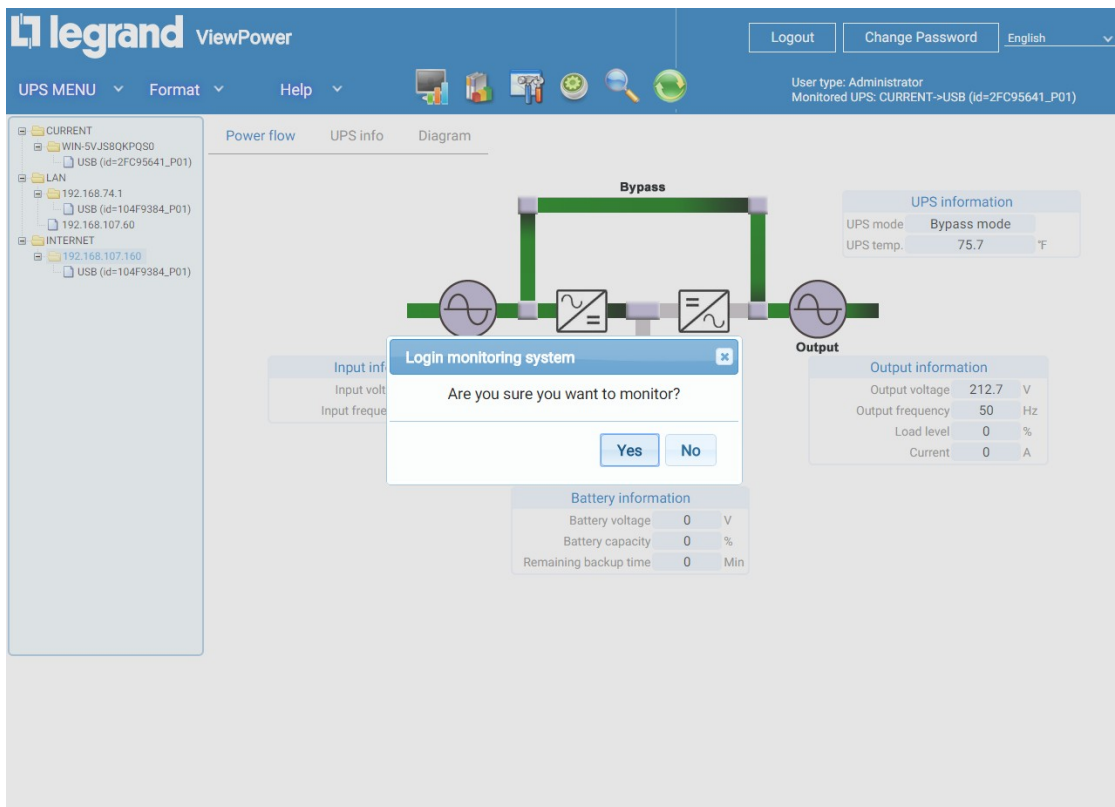 legrand ViewPower
Logout
Change Password
English
UPS MENU
Format
Help
User type: Administrator
Monitored UPS: CURRENT->USB (id=2FC95641_P01)
CURRENT
WIN-5VJS8QKPQS0
USB (id=2FC95641_P01)
LAN
192.168.74.1
USB (id=104F9384_P01)
192.168.107.60
INTERNET
192.168.107.160
USB (id=104F9384_P01)
Power flow
UPS info
Diagram
Bypass
UPS information
UPS mode Bypass mode
UPS temp. 75.7 °F
Output
Login monitoring system
Are you sure you want to monitor?
Yes
No
Input inf
Input volt
Input freque
Output information
Output voltage 212.7 V
Output frequency 50 Hz
Load level 0 %
Current 0 A
Battery information
Battery voltage 0 V
Battery capacity 0 %
Remaining backup time 0 Min